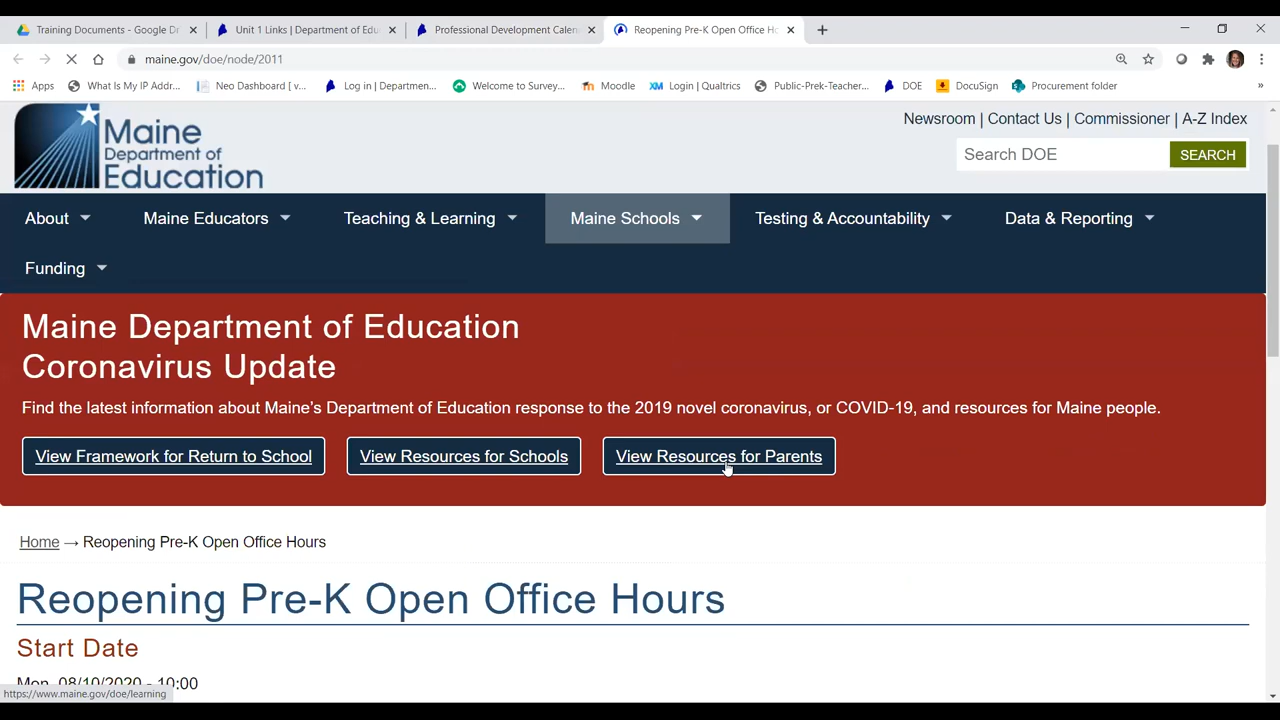 Training Documents - Google Dr
Unit 1 Links | Department of Edu
Professional Development Calen
Reopening Pre-K Open Office Ho
maine.gov/doe/node/2011
Apps
What Is My IP Addr...
Neo Dashboard [ v...
Log in | Departmen...
Welcome to Survey...
Moodle
Login | Qualtrics
Public-Prek-Teacher...
DOE
DocuSign
Procurement folder
»
Maine
Department of
Education
Newsroom | Contact Us | Commissioner | A-Z Index
Search DOE
SEARCH
About
Maine Educators
Teaching & Learning
Maine Schools
Testing & Accountability
Data & Reporting
Funding
Maine Department of Education
Coronavirus Update
Find the latest information about Maine's Department of Education response to the 2019 novel coronavirus, or COVID-19, and resources for Maine people.
View Framework for Return to School
View Resources for Schools
View Resources for Parents
Home → Reopening Pre-K Open Office Hours
Reopening Pre-K Open Office Hours
Start Date
Mon, 08/10/2020 - 10:00
https://www.maine.gov/doe/learning